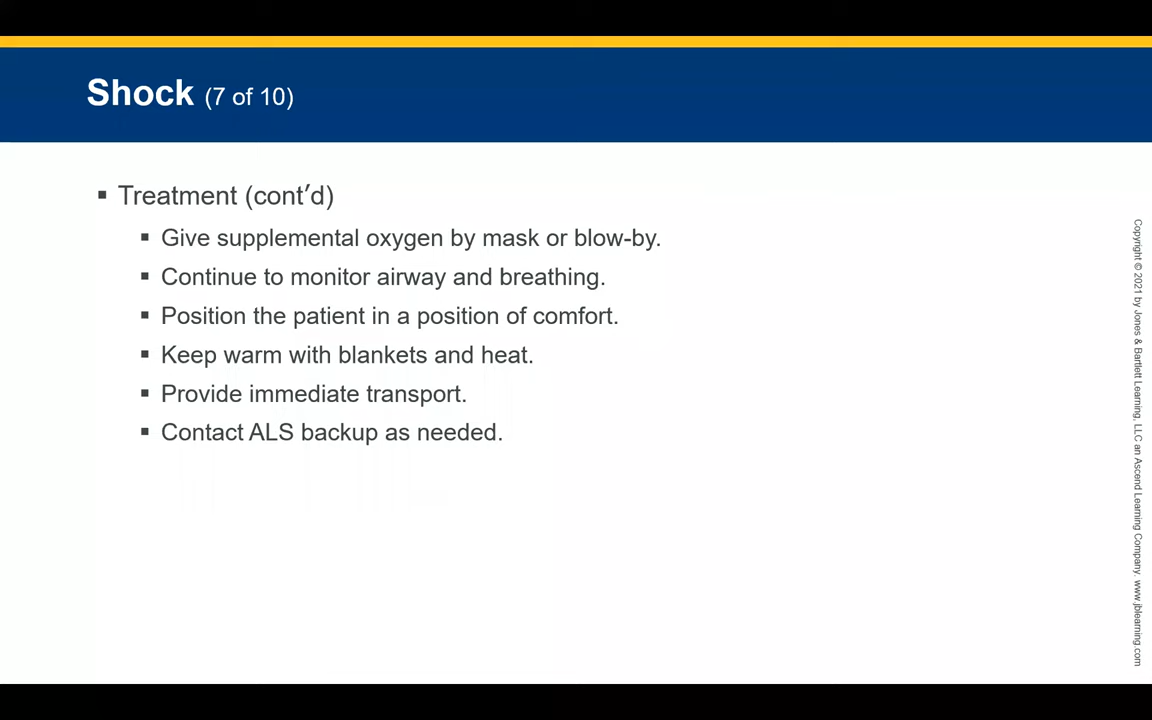 Shock (7 of 10)
▪ Treatment (cont’d)
▪ Give supplemental oxygen by mask or blow-by.
▪ Continue to monitor airway and breathing.
▪ Position the patient in a position of comfort.
▪ Keep warm with blankets and heat.
▪ Provide immediate transport.
▪ Contact ALS backup as needed.
Copyright © 2021 by Jones & Bartlett Learning, LLC an Ascend Learning Company. www.jblearning.com